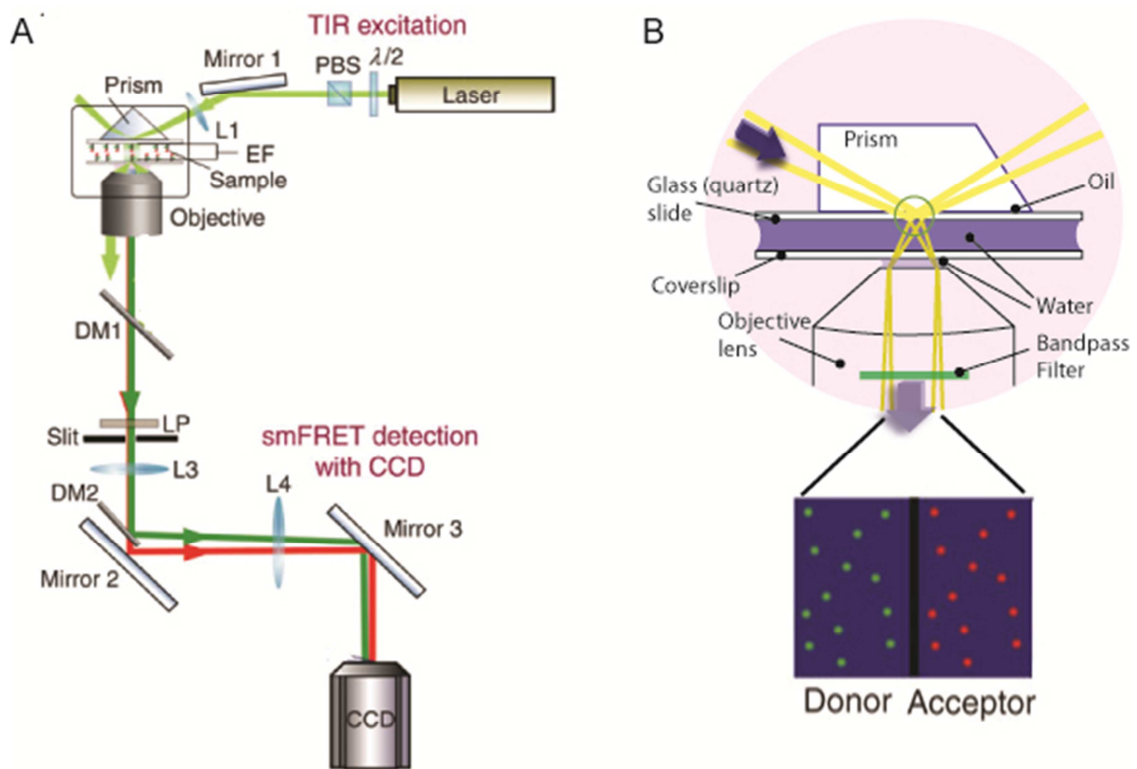 A
TIR excitation
Mirror 1
PBS
λ/2
Laser
Prism
L1
EF
Sample
Objective
DM1
LP
Slit
L3
DM2
Mirror 2
smFRET detection
with CCD
L4
Mirror 3
CCD
B
Prism
Glass (quartz)
slide
Oil
Coverslip
Water
Objective
lens
Bandpass
Filter
Donor
Acceptor